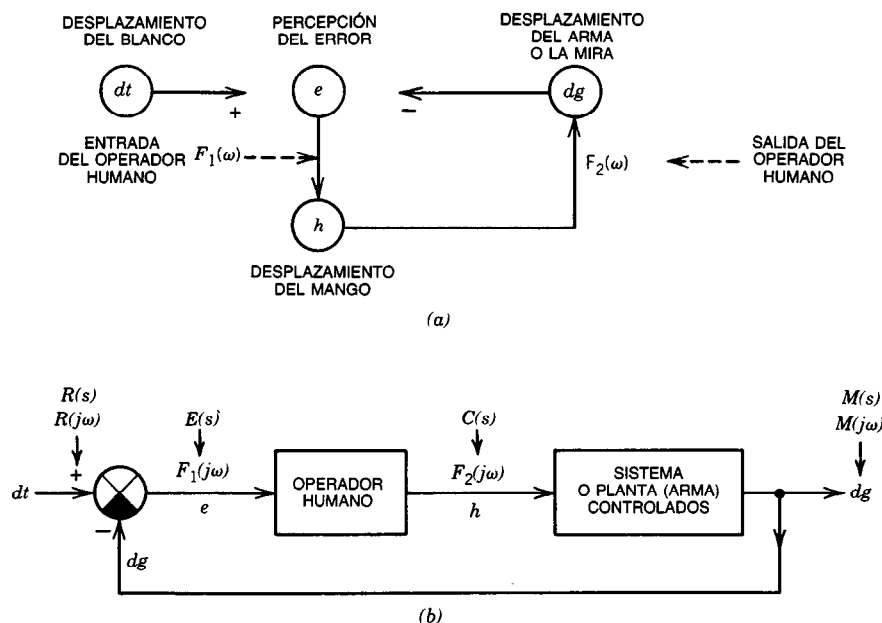 DESPLAZAMIENTO
DEL BLANCO
PERCEPCIÓN
DEL ERROR
DESPLAZAMIENTO
DEL ARMA
O LA MIRA
dt
+
e
−
dg
ENTRADA
DEL OPERADOR
HUMANO
F₁(ω)
F₂(ω)
SALIDA DEL
OPERADOR
HUMANO
h
DESPLAZAMIENTO
DEL MANGO
(a)
R(s)
R(jω)
E(s)
C(s)
M(s)
M(jω)
+
F₁(jω)
F₂(jω)
dt
e
OPERADOR
HUMANO
h
SISTEMA
O PLANTA (ARMA)
CONTROLADOS
dg
−
dg
(b)